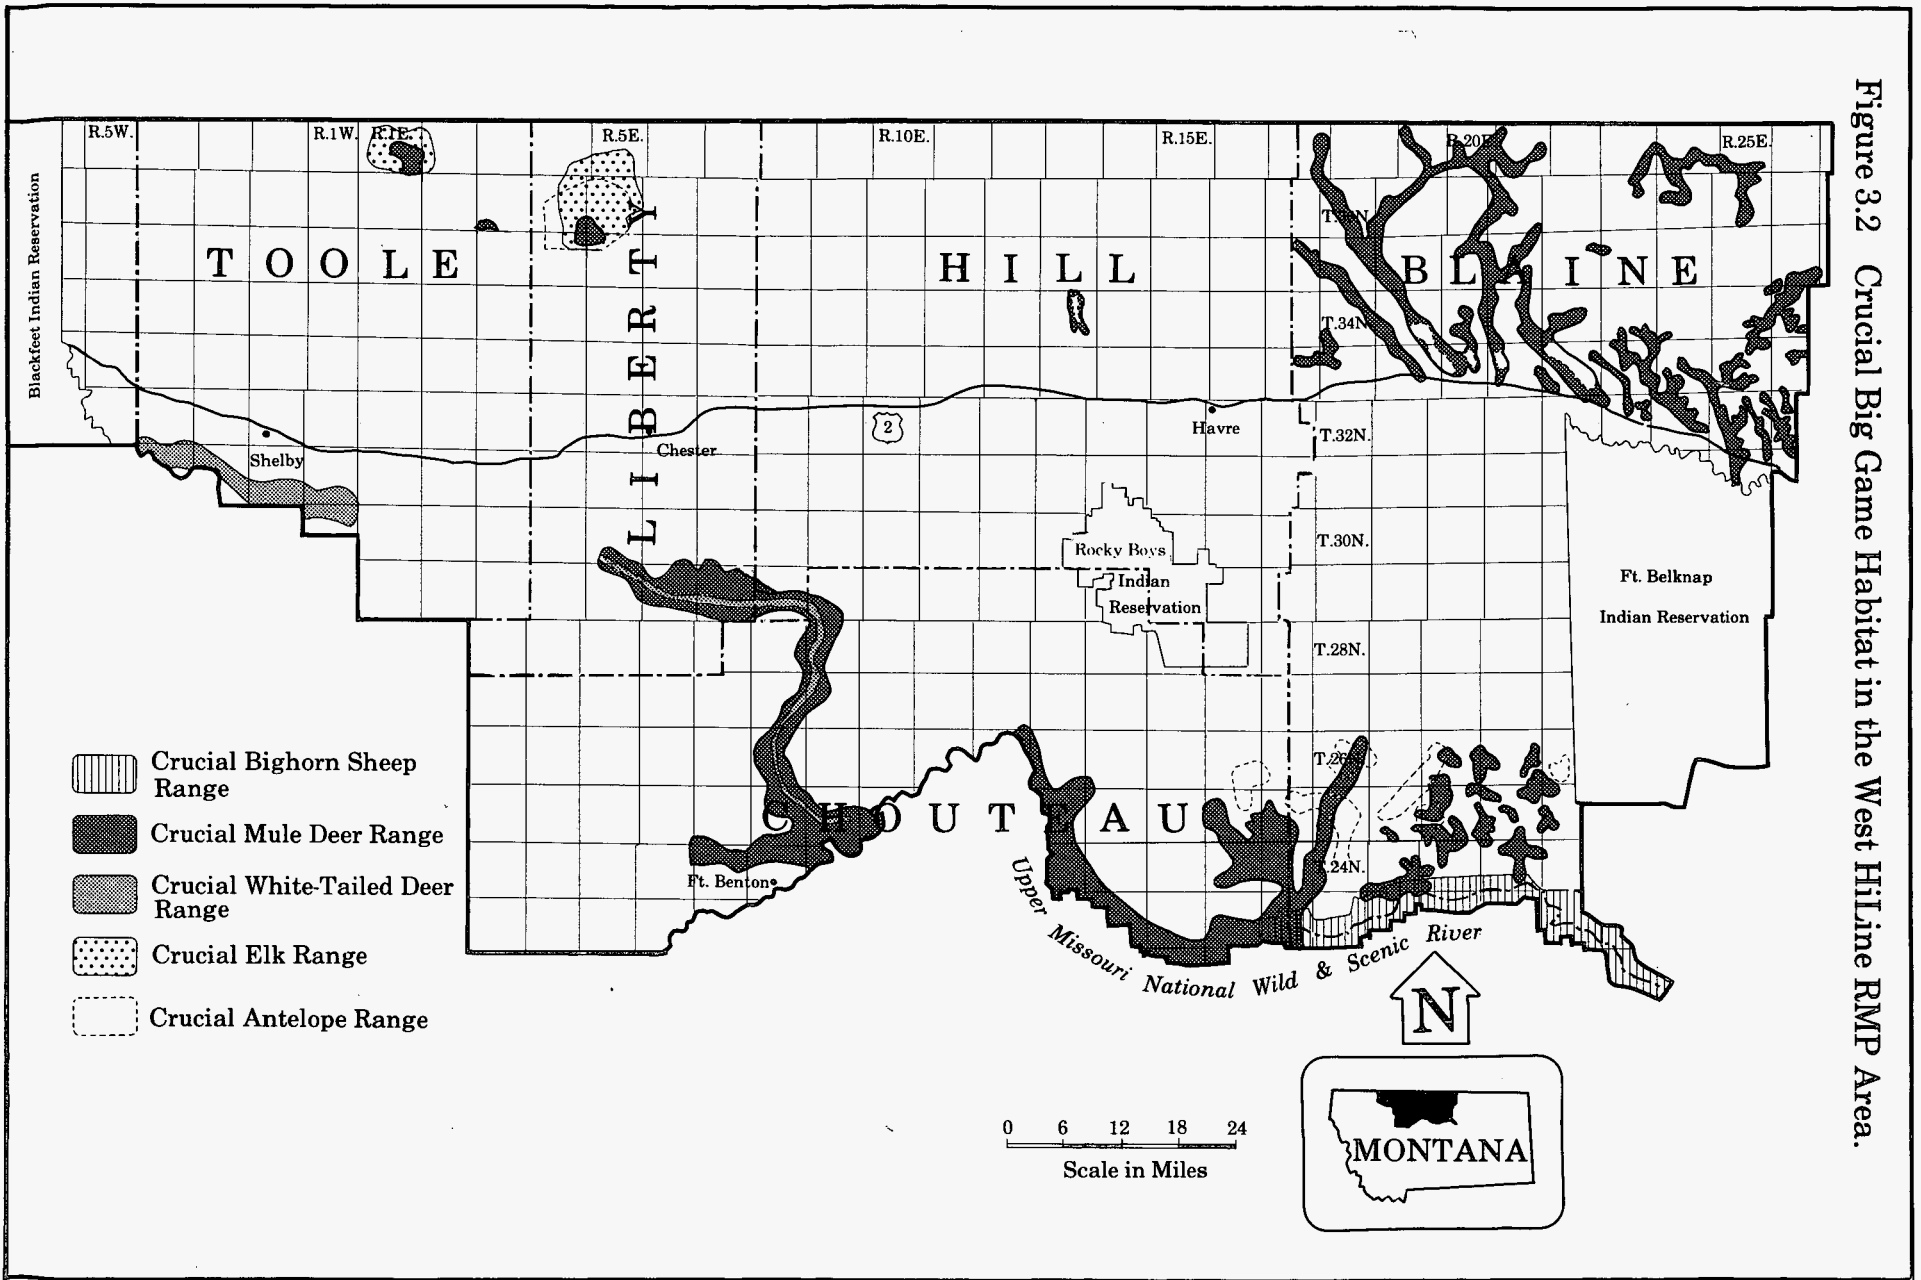 Figure 3.2 Crucial Big Game Habitat in the West HiLine RMP Area.
R.5W.
R.1W.
R.1E.
R.5E.
R.10E.
R.15E.
R.20E
R.25E.
Blackfeet Indian Reservation
TOOLE
LIBERTY
HILL
BLAINE
T.34N
2
Shelby
Chester
Havre
T.32N.
T.30N.
Rocky Boys
Indian
Reservation
Ft. Belknap
Indian Reservation
T.28N.
T.26N
CHOUTEAU
T.24N.
Ft. Benton
Upper Missouri National Wild & Scenic River
Crucial Bighorn Sheep
Range
Crucial Mule Deer Range
Crucial White-Tailed Deer
Range
Crucial Elk Range
Crucial Antelope Range
N
0 6 12 18 24
Scale in Miles
MONTANA